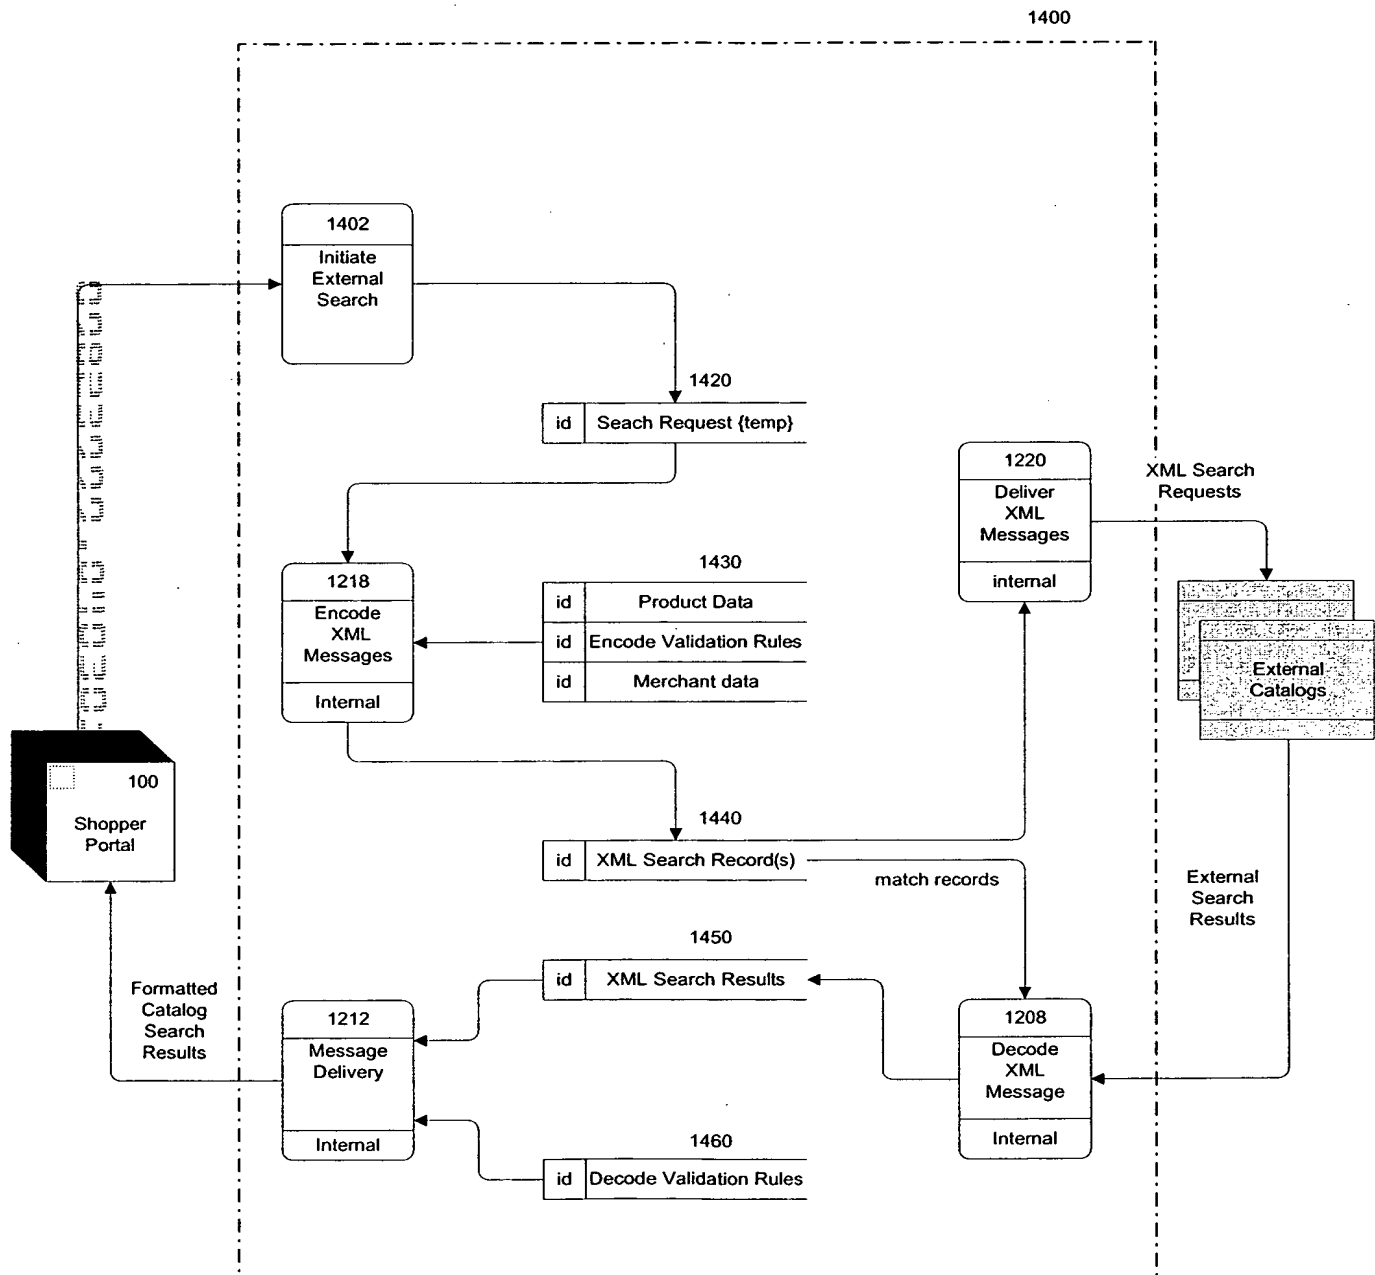 1400
1402
Initiate
External
Search
1420
id Seach Request {temp}
1220
Deliver
XML
Messages
internal
XML Search
Requests
1218
Encode
XML
Messages
Internal
1430
id Product Data
id Encode Validation Rules
id Merchant data
External
Catalogs
100
Shopper
Portal
1440
id XML Search Record(s)
match records
External
Search
Results
1450
id XML Search Results
Formatted
Catalog
Search
Results
1212
Message
Delivery
Internal
1208
Decode
XML
Message
Internal
1460
id Decode Validation Rules